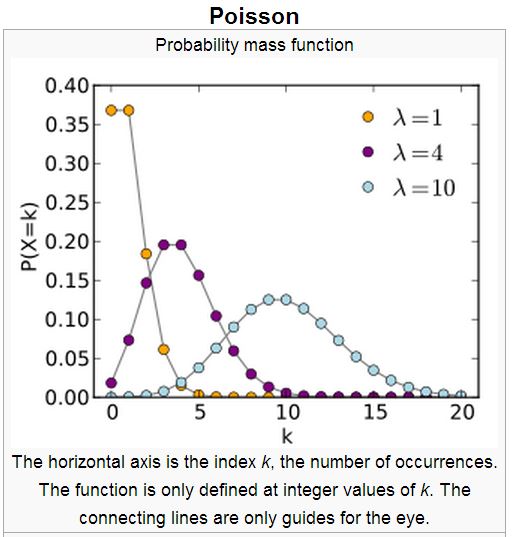 Poisson
Probability mass function
0.40
0.35
0.30
0.25
0.20
0.15
0.10
0.05
0.00
P(X=k)
λ=1
λ=4
λ=10
0 5 10 15 20
k
The horizontal axis is the index k, the number of occurrences.
The function is only defined at integer values of k. The
connecting lines are only guides for the eye.